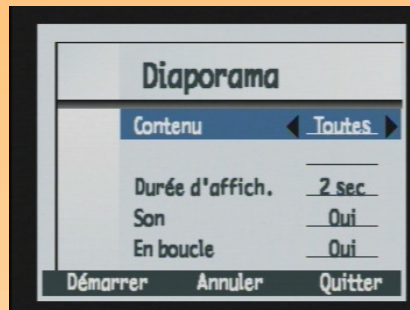 Diaporama
Contenu Toutes
Durée d'affich. 2 sec
Son Oui
En boucle Oui
Démarrer Annuler Quitter